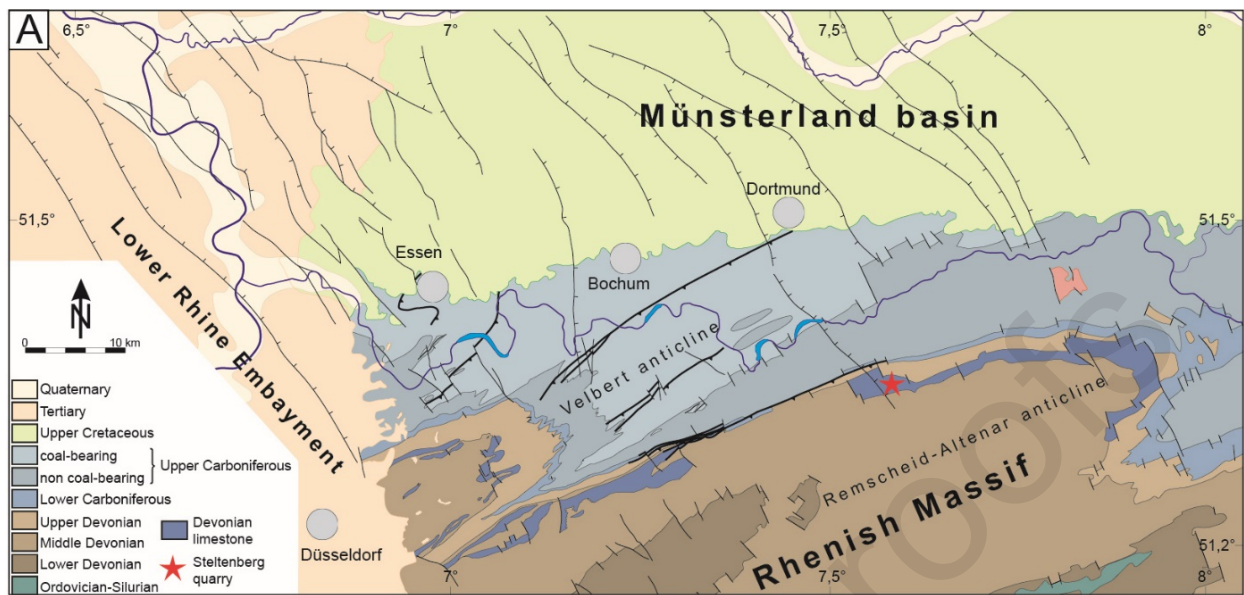 A
6,5°
7°
7,5°
8°
Münsterland basin
Dortmund
51,5°
51,5°
Essen
Bochum
Lower Rhine Embayment
N
0
10 km
Velbert anticline
Quaternary
Tertiary
Upper Cretaceous
coal-bearing
non coal-bearing
Upper Carboniferous
Lower Carboniferous
Upper Devonian
Middle Devonian
Lower Devonian
Ordovician-Silurian
Devonian
limestone
Steltenberg
quarry
Düsseldorf
Remscheid-Altenar anticline
Rhenish Massif
roofs
51,2°
7°
7,5°
8°